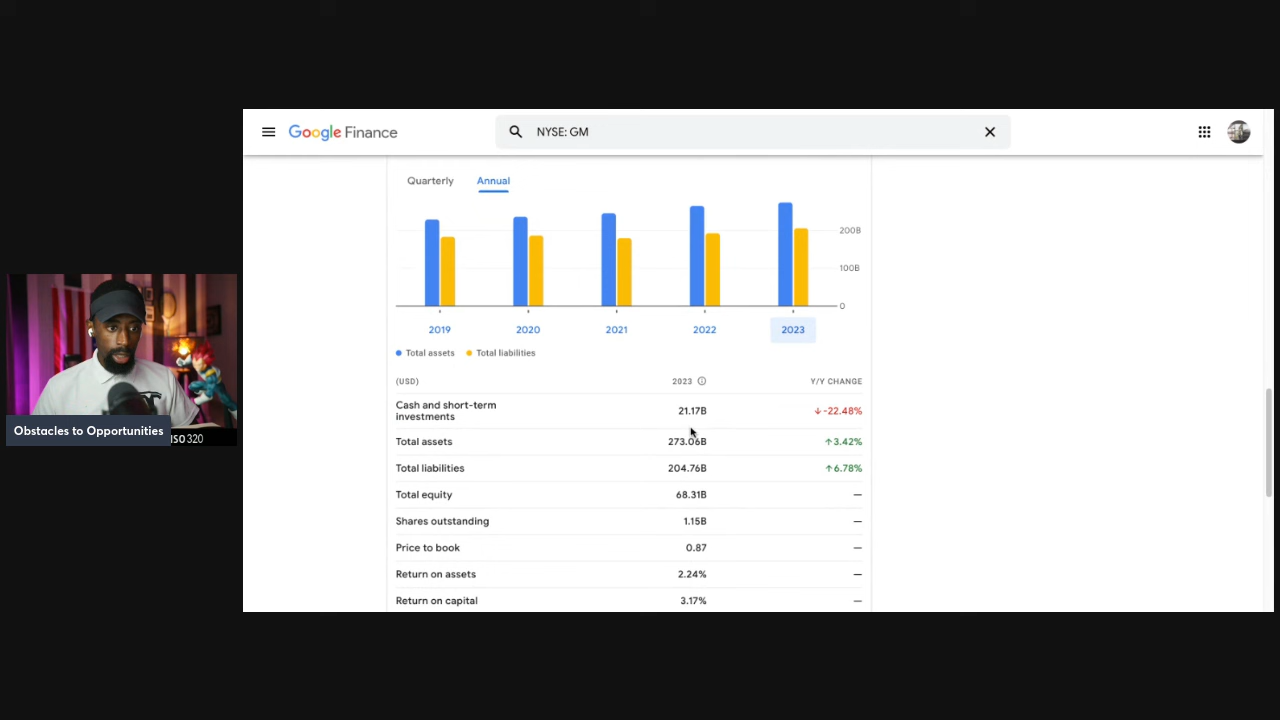 Google Finance
NYSE: GM
Quarterly
Annual
200B
100B
0
2019
2020
2021
2022
2023
Total assets
Total liabilities
(USD)
2023
Y/Y CHANGE
Cash and short-term
investments
21.17B
-22.48%
Total assets
273.06B
3.42%
Total liabilities
204.76B
6.78%
Total equity
68.31B
—
Shares outstanding
1.15B
—
Price to book
0.87
—
Return on assets
2.24%
—
Return on capital
3.17%
—
Obstacles to Opportunities
ISO 320